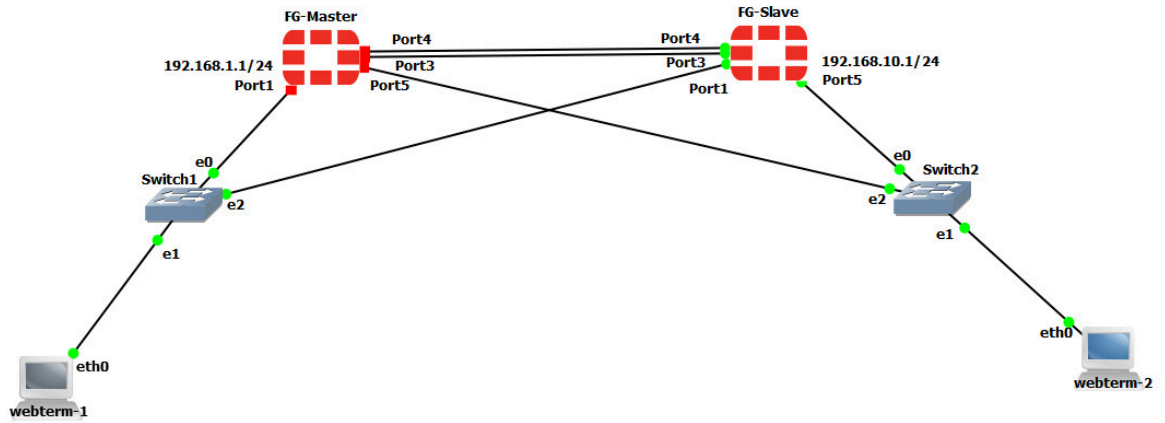 FG-Master
FG-Slave
Port4
Port4
192.168.1.1/24
Port3
Port3
192.168.10.1/24
Port1
Port5
Port1
Port5
e0
e0
Switch1
Switch2
e2
e2
e1
e1
eth0
eth0
webterm-1
webterm-2